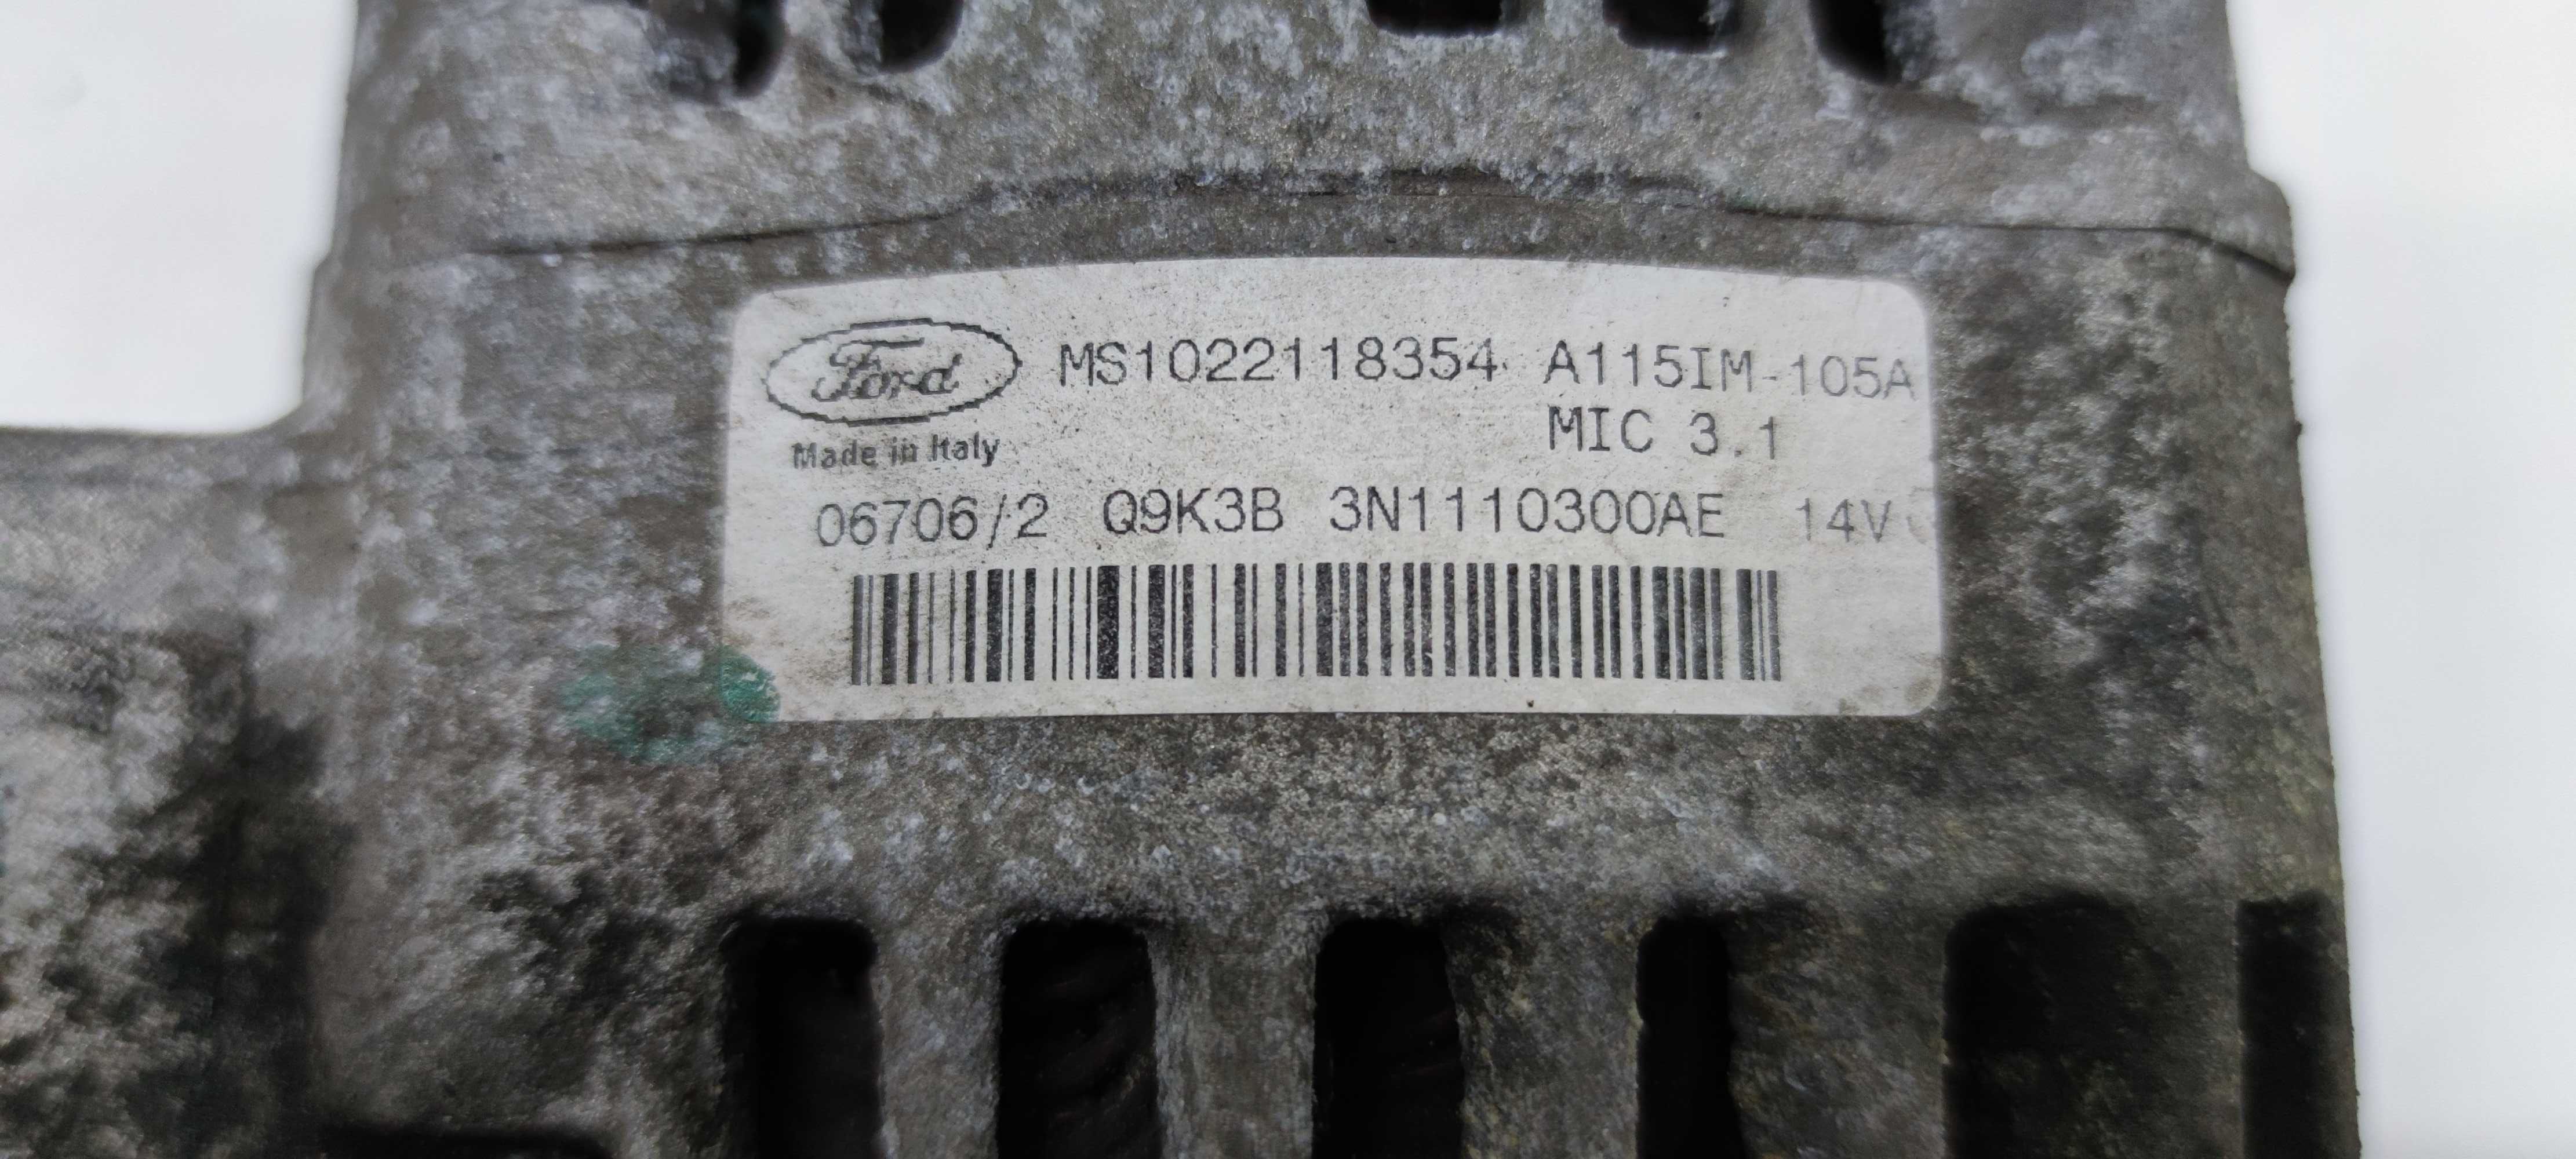 Ford MS1022118354 A115IM-105A
Made in Italy MIC 3.1
06706/2 Q9K3B 3N1110300AE 14V